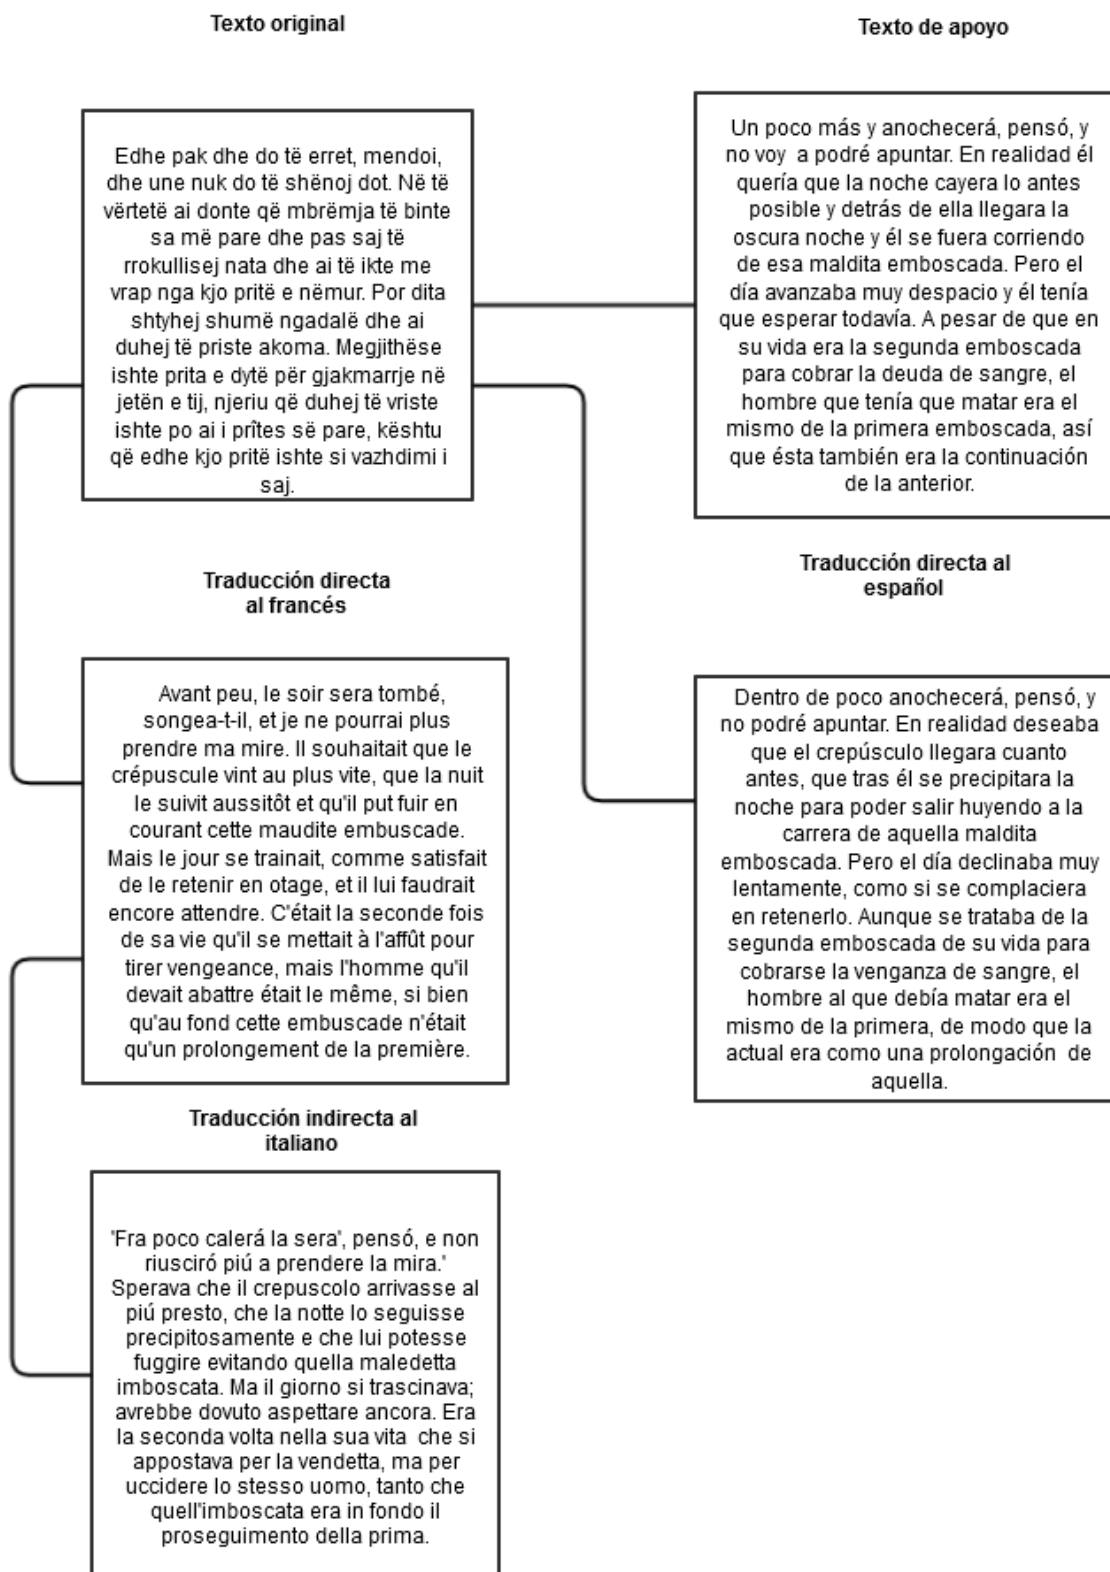 Texto original
Edhe pak dhe do të erret, mendoi,
dhe une nuk do të shënoj dot. Në të
vërtetë ai donte që mbrëmja të binte
sa më pare dhe pas saj të
rrokullisej nata dhe ai të ikte me
vrap nga kjo pritë e nëmur. Por dita
shtyhej shumë ngadalë dhe ai
duhej të priste akoma. Megjithëse
ishte prita e dytë për gjakmarrje në
jetën e tij, njeriu që duhej të vriste
ishte po ai i prîtes së pare, kështu
që edhe kjo pritë ishte si vazhdimi i
saj.
Texto de apoyo
Un poco más y anochecerá, pensó, y
no voy a podré apuntar. En realidad él
quería que la noche cayera lo antes
posible y detrás de ella llegara la
oscura noche y él se fuera corriendo
de esa maldita emboscada. Pero el
día avanzaba muy despacio y él tenía
que esperar todavía. A pesar de que en
su vida era la segunda emboscada
para cobrar la deuda de sangre, el
hombre que tenía que matar era el
mismo de la primera emboscada, así
que ésta también era la continuación
de la anterior.
Traducción directa
al francés
Avant peu, le soir sera tombé,
songea-t-il, et je ne pourrai plus
prendre ma mire. Il souhaitait que le
crépuscule vint au plus vite, que la nuit
le suivit aussitôt et qu'il put fuir en
courant cette maudite embuscade.
Mais le jour se trainait, comme satisfait
de le retenir en otage, et il lui faudrait
encore attendre. C'était la seconde fois
de sa vie qu'il se mettait à l'affût pour
tirer vengeance, mais l'homme qu'il
devait abattre était le même, si bien
qu'au fond cette embuscade n'était
qu'un prolongement de la première.
Traducción directa al
español
Dentro de poco anochecerá, pensó, y
no podré apuntar. En realidad deseaba
que el crepúsculo llegara cuanto
antes, que tras él se precipitara la
noche para poder salir huyendo a la
carrera de aquella maldita
emboscada. Pero el día declinaba muy
lentamente, como si se complaciera
en retenerlo. Aunque se trataba de la
segunda emboscada de su vida para
cobrarse la venganza de sangre, el
hombre al que debía matar era el
mismo de la primera, de modo que la
actual era como una prolongación de
aquella.
Traducción indirecta al
italiano
'Fra poco calerá la sera', pensó, e non
riusciró piú a prendere la mira.'
Sperava che il crepuscolo arrivasse al
piú presto, che la notte lo seguisse
precipitosamente e che lui potesse
fuggire evitando quella maledetta
imboscata. Ma il giorno si trascinava;
avrebbe dovuto aspettare ancora. Era
la seconda volta nella sua vita che si
appostava per la vendetta, ma per
uccidere lo stesso uomo, tanto che
quell'imboscata era in fondo il
proseguimento della prima.